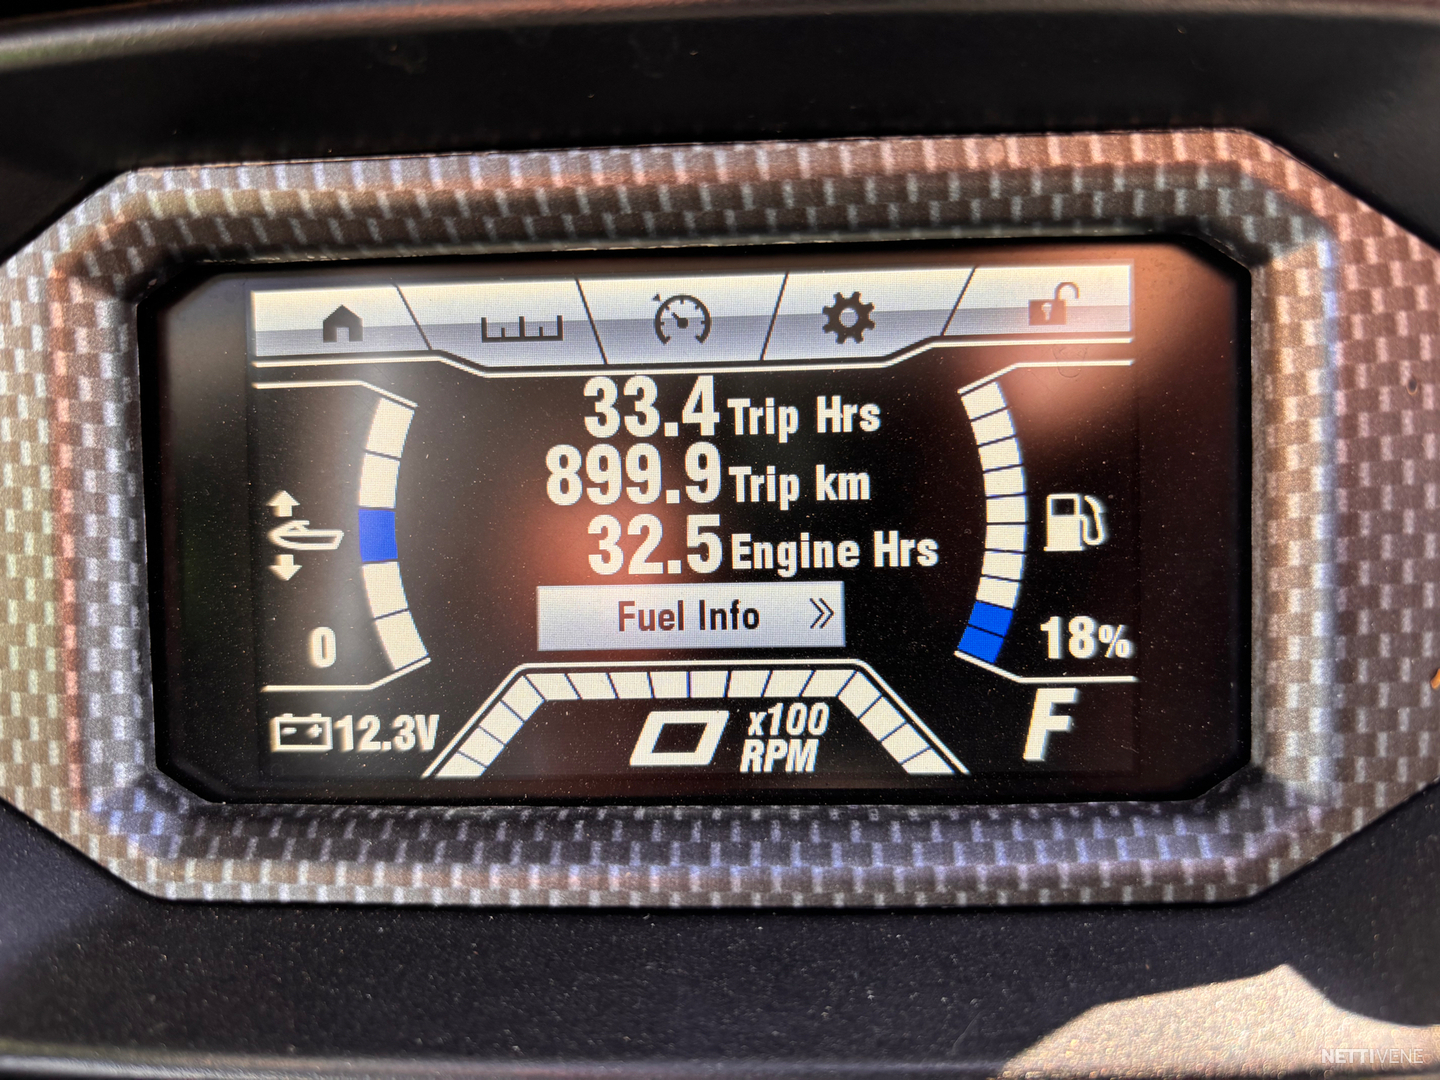 33.4 Trip Hrs
899.9 Trip km
32.5 Engine Hrs
Fuel Info »
0
18%
12.3V
0 x100
RPM
F
NETTIVENE